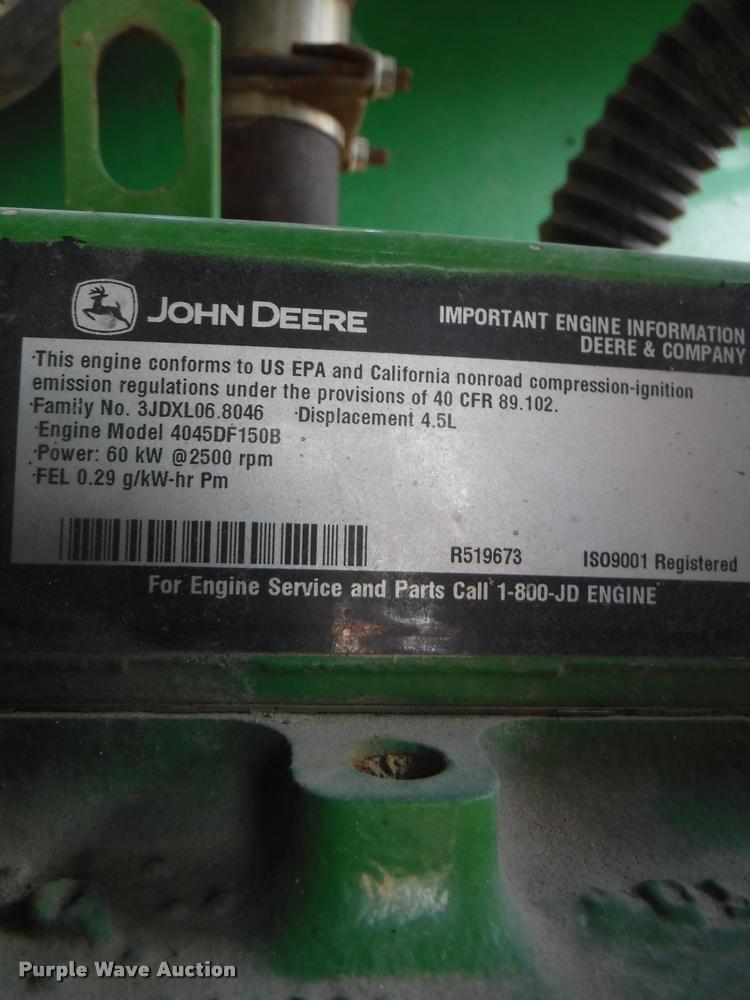 JOHN DEERE
IMPORTANT ENGINE INFORMATION
DEERE & COMPANY
·This engine conforms to US EPA and California nonroad compression-ignition
emission regulations under the provisions of 40 CFR 89.102.
·Family No. 3JDXL06.8046 ·Displacement 4.5L
·Engine Model 4045DF150B
·Power: 60 kW @2500 rpm
·FEL 0.29 g/kW-hr Pm
R519673 ISO9001 Registered
For Engine Service and Parts Call 1-800-JD ENGINE
Purple Wave Auction